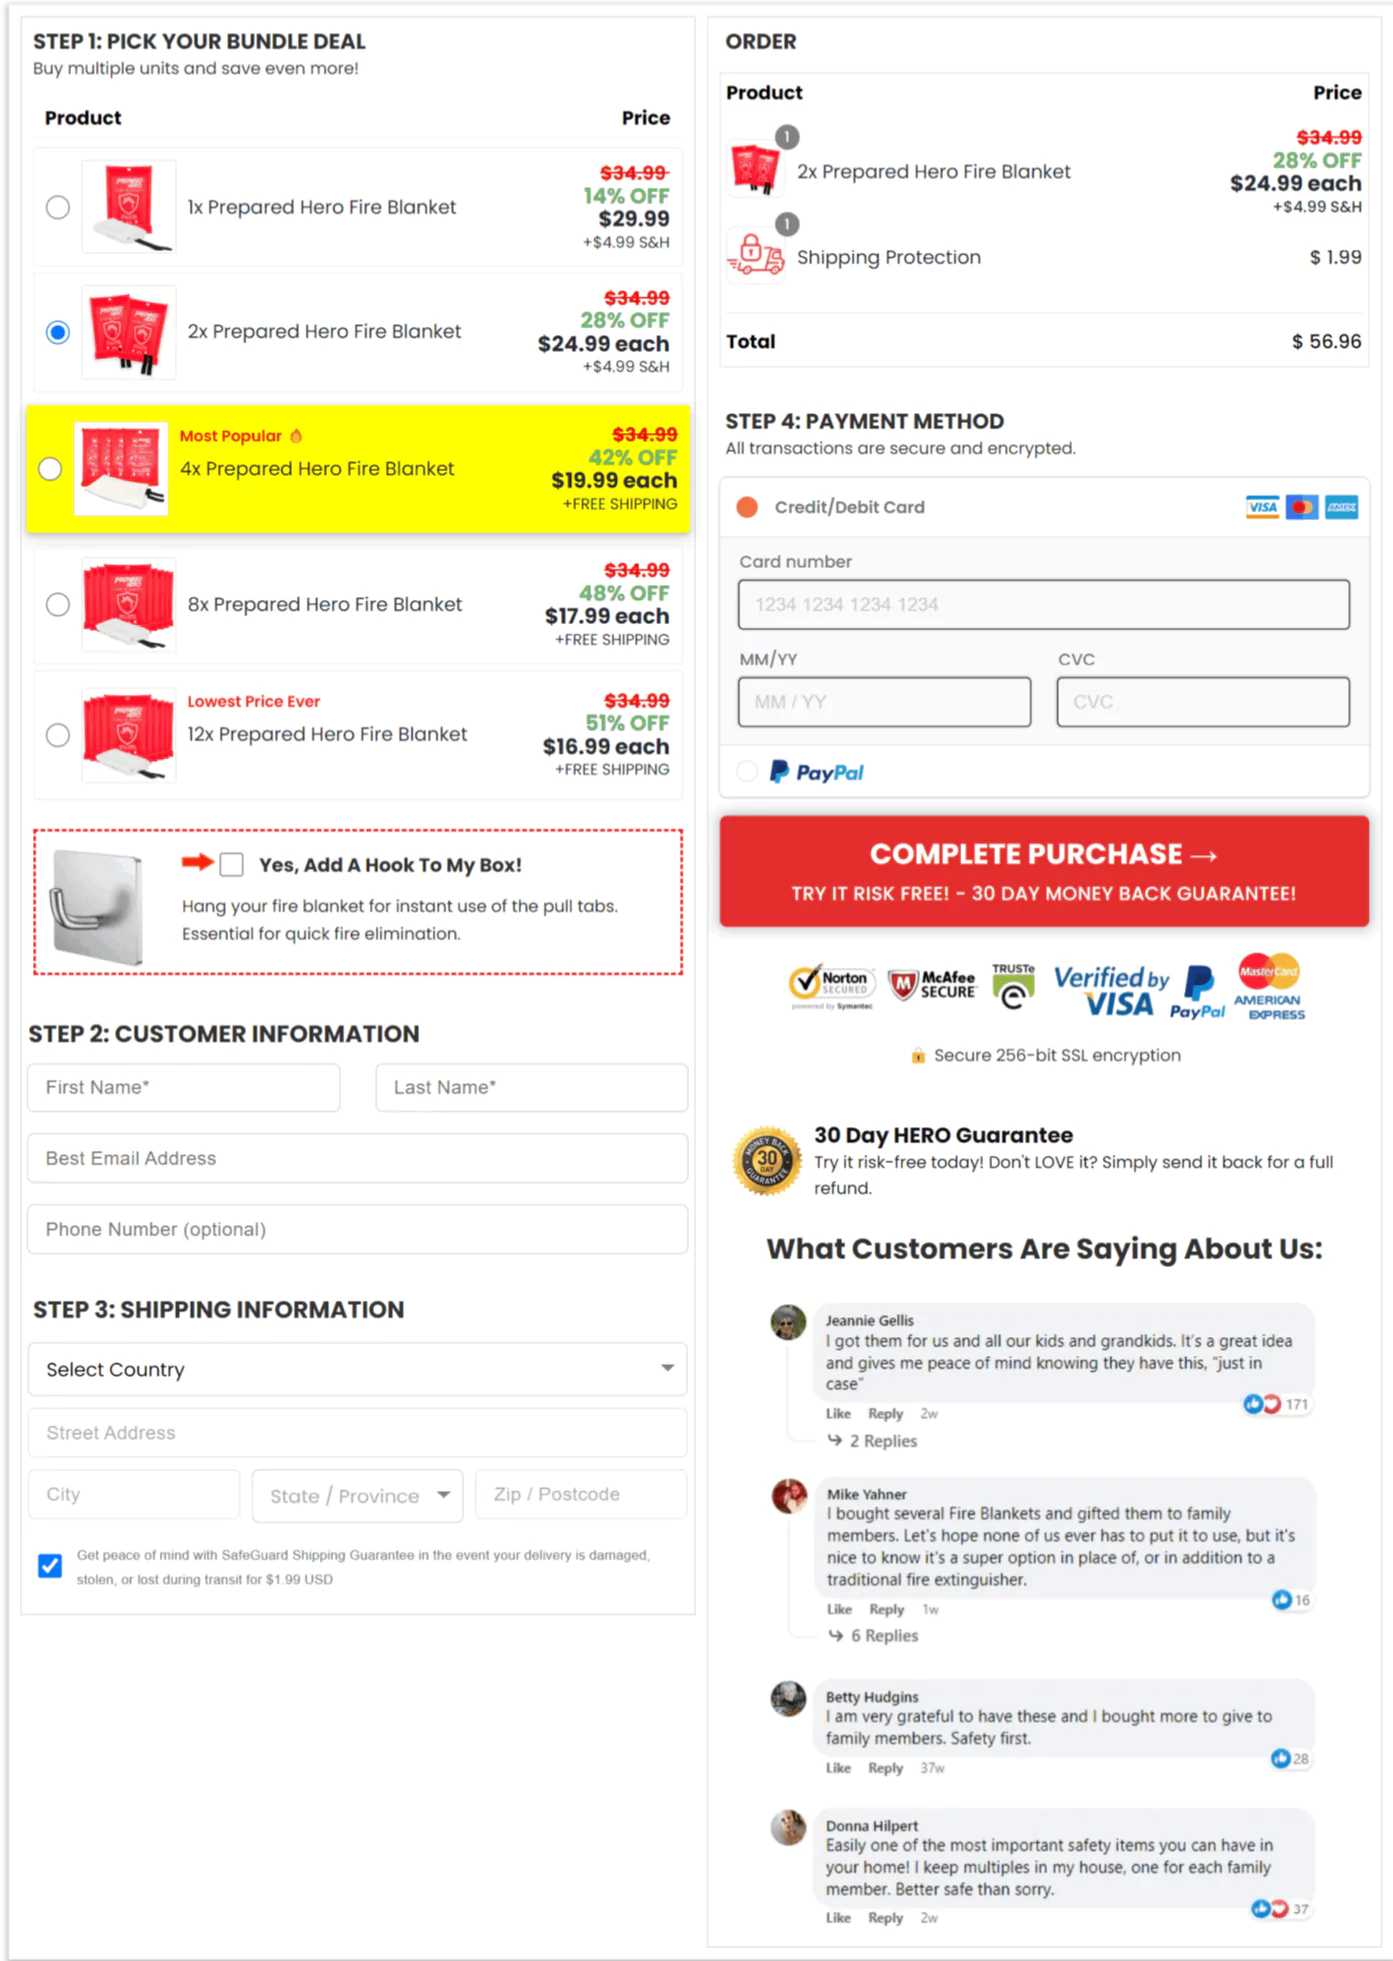 STEP 1: PICK YOUR BUNDLE DEAL
Buy multiple units and save even more!
Product Price
$34.99
14% OFF
1x Prepared Hero Fire Blanket
$29.99
+$4.99 S&H
$34.99
28% OFF
2x Prepared Hero Fire Blanket
$24.99 each
+$4.99 S&H
Most Popular 🔥
$34.99
42% OFF
4x Prepared Hero Fire Blanket
$19.99 each
+FREE SHIPPING
$34.99
48% OFF
8x Prepared Hero Fire Blanket
$17.99 each
+FREE SHIPPING
Lowest Price Ever
$34.99
51% OFF
12x Prepared Hero Fire Blanket
$16.99 each
+FREE SHIPPING
Yes, Add A Hook To My Box!
Hang your fire blanket for instant use of the pull tabs.
Essential for quick fire elimination.
STEP 2: CUSTOMER INFORMATION
First Name* Last Name*
Best Email Address
Phone Number (optional)
STEP 3: SHIPPING INFORMATION
Select Country
Street Address
City State / Province Zip / Postcode
Get peace of mind with SafeGuard Shipping Guarantee in the event your delivery is damaged,
stolen, or lost during transit for $1.99 USD
ORDER
Product Price
1
$34.99
28% OFF
2x Prepared Hero Fire Blanket
$24.99 each
+$4.99 S&H
1
Shipping Protection $ 1.99
Total $ 56.96
STEP 4: PAYMENT METHOD
All transactions are secure and encrypted.
Credit/Debit Card VISA AMEX
Card number
1234 1234 1234 1234
MM/YY CVC
MM / YY CVC
PayPal
COMPLETE PURCHASE →
TRY IT RISK FREE! - 30 DAY MONEY BACK GUARANTEE!
Norton
SECURED
powered by Symantec
McAfee
SECURE
TRUSTe
Verified by
VISA
PayPal
MasterCard
AMERICAN
EXPRESS
🔒 Secure 256-bit SSL encryption
MONEY BACK
30
DAY
GUARANTEE
30 Day HERO Guarantee
Try it risk-free today! Don't LOVE it? Simply send it back for a full
refund.
What Customers Are Saying About Us:
Jeannie Gellis
I got them for us and all our kids and grandkids. It's a great idea
and gives me peace of mind knowing they have this, "just in
case"
171
Like Reply 2w
2 Replies
Mike Yahner
I bought several Fire Blankets and gifted them to family
members. Let's hope none of us ever has to put it to use, but it's
nice to know it's a super option in place of, or in addition to a
traditional fire extinguisher.
16
Like Reply 1w
6 Replies
Betty Hudgins
I am very grateful to have these and I bought more to give to
family members. Safety first.
28
Like Reply 37w
Donna Hilpert
Easily one of the most important safety items you can have in
your home! I keep multiples in my house, one for each family
member. Better safe than sorry.
37
Like Reply 2w